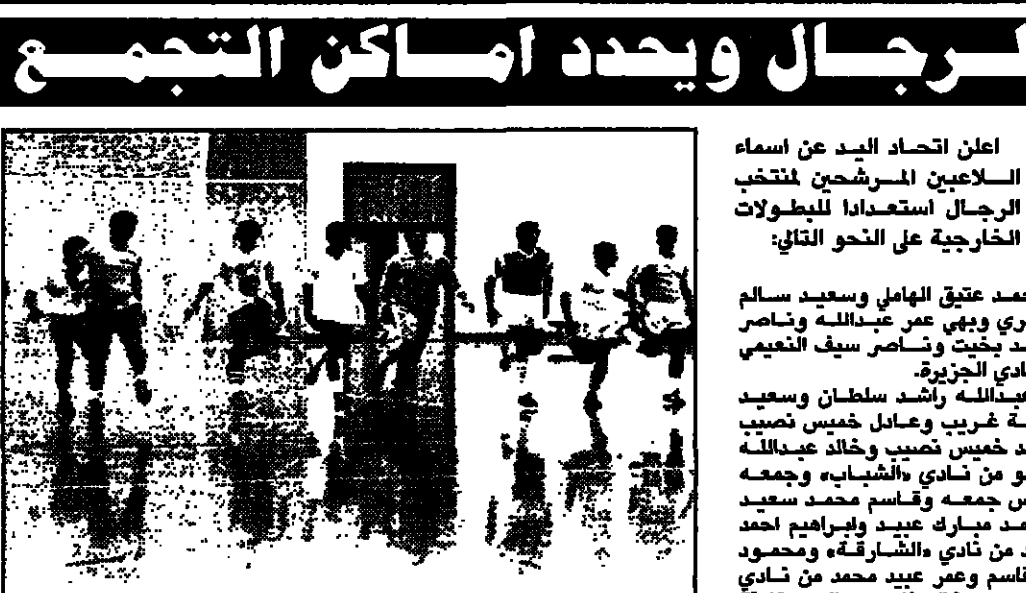 لرجال ويحدد اماكن التجمع
اعلن اتحاد اليد عن اسماء
اللاعبين المرشحين لمنتخب
الرجال استعدادا للبطولات
الخارجية على النحو التالي:
عتيق الهاملي وسعيد سالم
وبهي عمر عبدالله وناصر
بخيت وناصر سيف النعيمي
الجزيرة.
راشد سلطان وسعيد
غريب وعادل خميس نصيب
خميس نصيب وخالد عبدالله
من نادي «الشباب» وجمعه
جمعه وقاسم محمد سعيد
مبارك عبيد وابراهيم احمد
من نادي «الشارقة» ومحمود
قاسم وعمر عبيد محمد من نادي